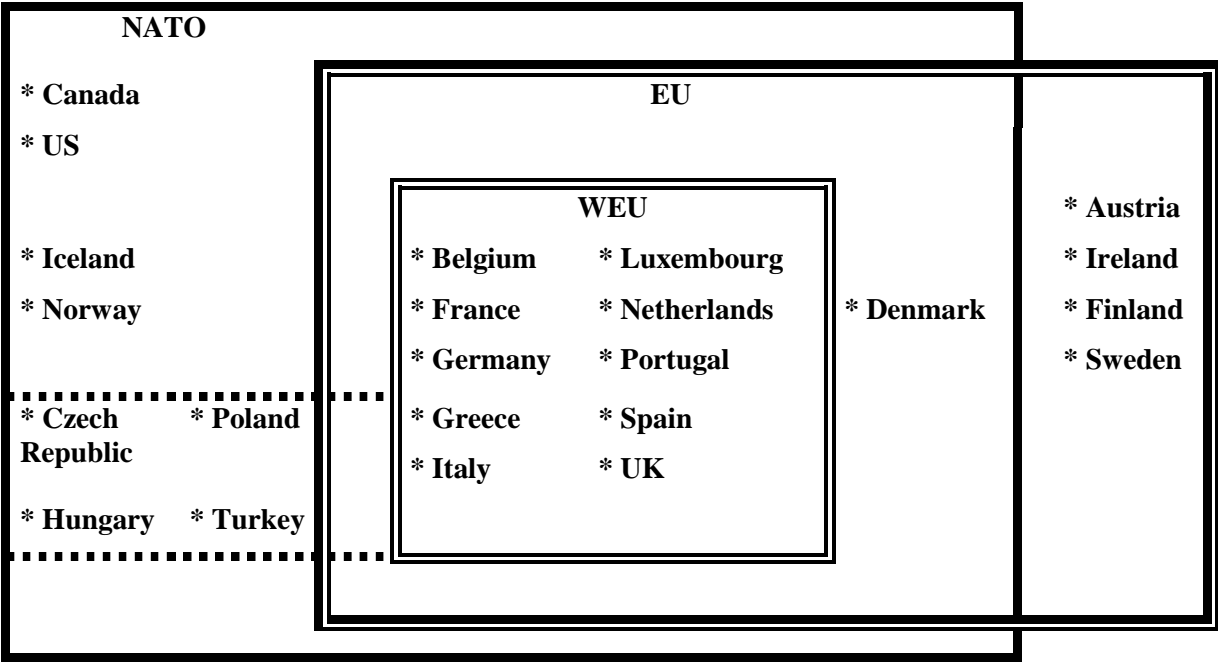 NATO
* Canada EU
* US
WEU * Austria
* Iceland * Belgium * Luxembourg * Ireland
* Norway * France * Netherlands * Denmark * Finland
* Germany * Portugal * Sweden
* Czech * Poland * Greece * Spain
Republic
* Italy * UK
* Hungary * Turkey